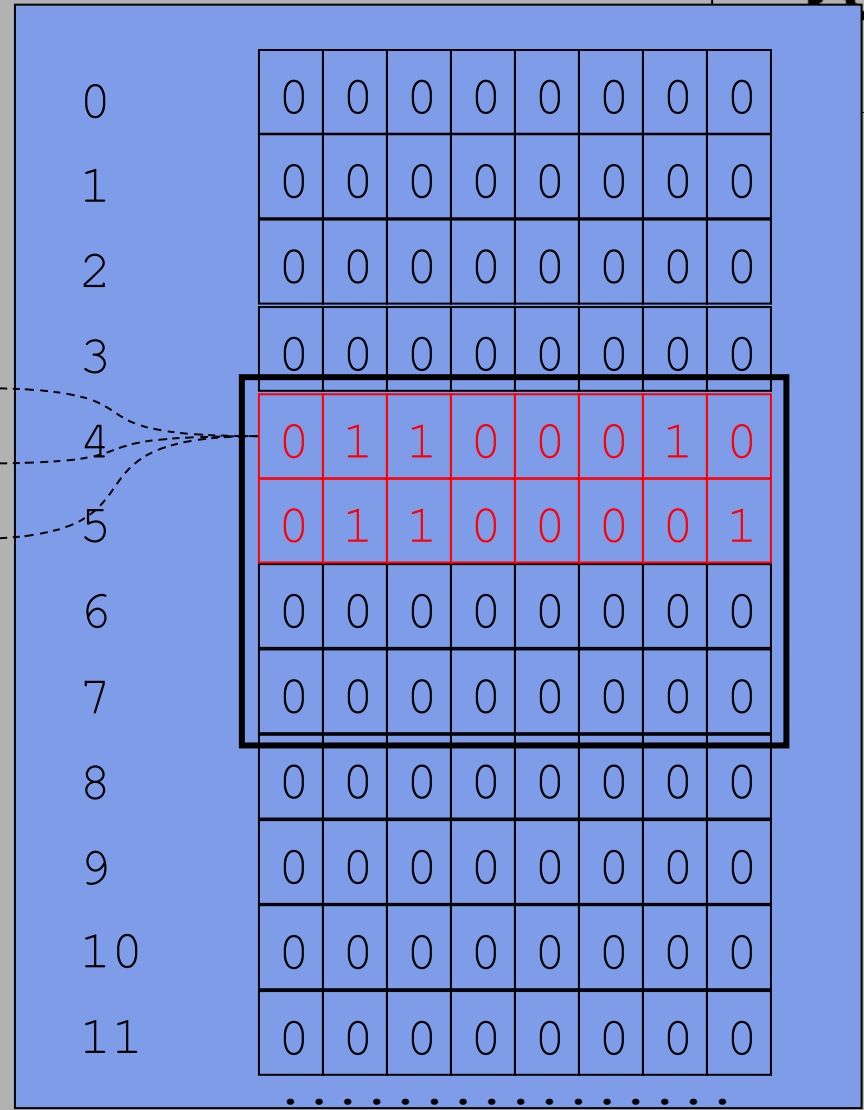 0 0 0 0 0 0 0 0 0
1 0 0 0 0 0 0 0 0
2 0 0 0 0 0 0 0 0
3 0 0 0 0 0 0 0 0
4 0 1 1 0 0 0 1 0
5 0 1 1 0 0 0 0 1
6 0 0 0 0 0 0 0 0
7 0 0 0 0 0 0 0 0
8 0 0 0 0 0 0 0 0
9 0 0 0 0 0 0 0 0
10 0 0 0 0 0 0 0 0
11 0 0 0 0 0 0 0 0
................